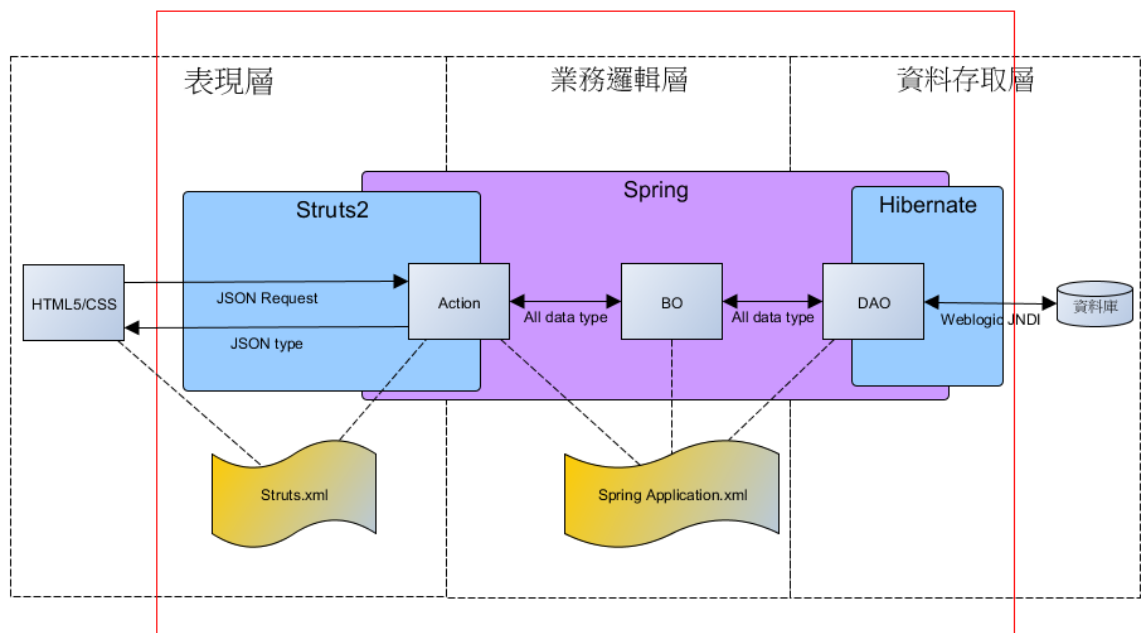 表現層
業務邏輯層
資料存取層
Spring
Struts2
Hibernate
HTML5/CSS
JSON Request
JSON type
Action
All data type
BO
All data type
DAO
Weblogic JNDI
資料庫
Struts.xml
Spring Application.xml